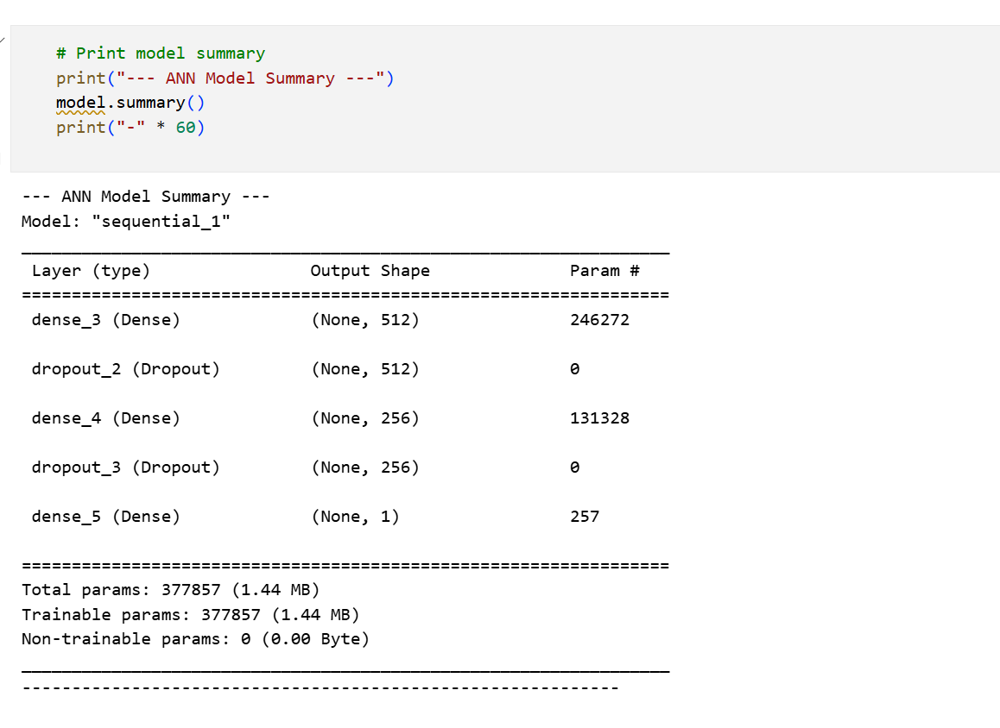 # Print model summary
print("--- ANN Model Summary ---")
model.summary()
print("-" * 60)
--- ANN Model Summary ---
Model: "sequential_1"
_________________________________________________________________
Layer (type) Output Shape Param #
=================================================================
dense_3 (Dense) (None, 512) 246272
dropout_2 (Dropout) (None, 512) 0
dense_4 (Dense) (None, 256) 131328
dropout_3 (Dropout) (None, 256) 0
dense_5 (Dense) (None, 1) 257
=================================================================
Total params: 377857 (1.44 MB)
Trainable params: 377857 (1.44 MB)
Non-trainable params: 0 (0.00 Byte)
_________________________________________________________________
------------------------------------------------------------